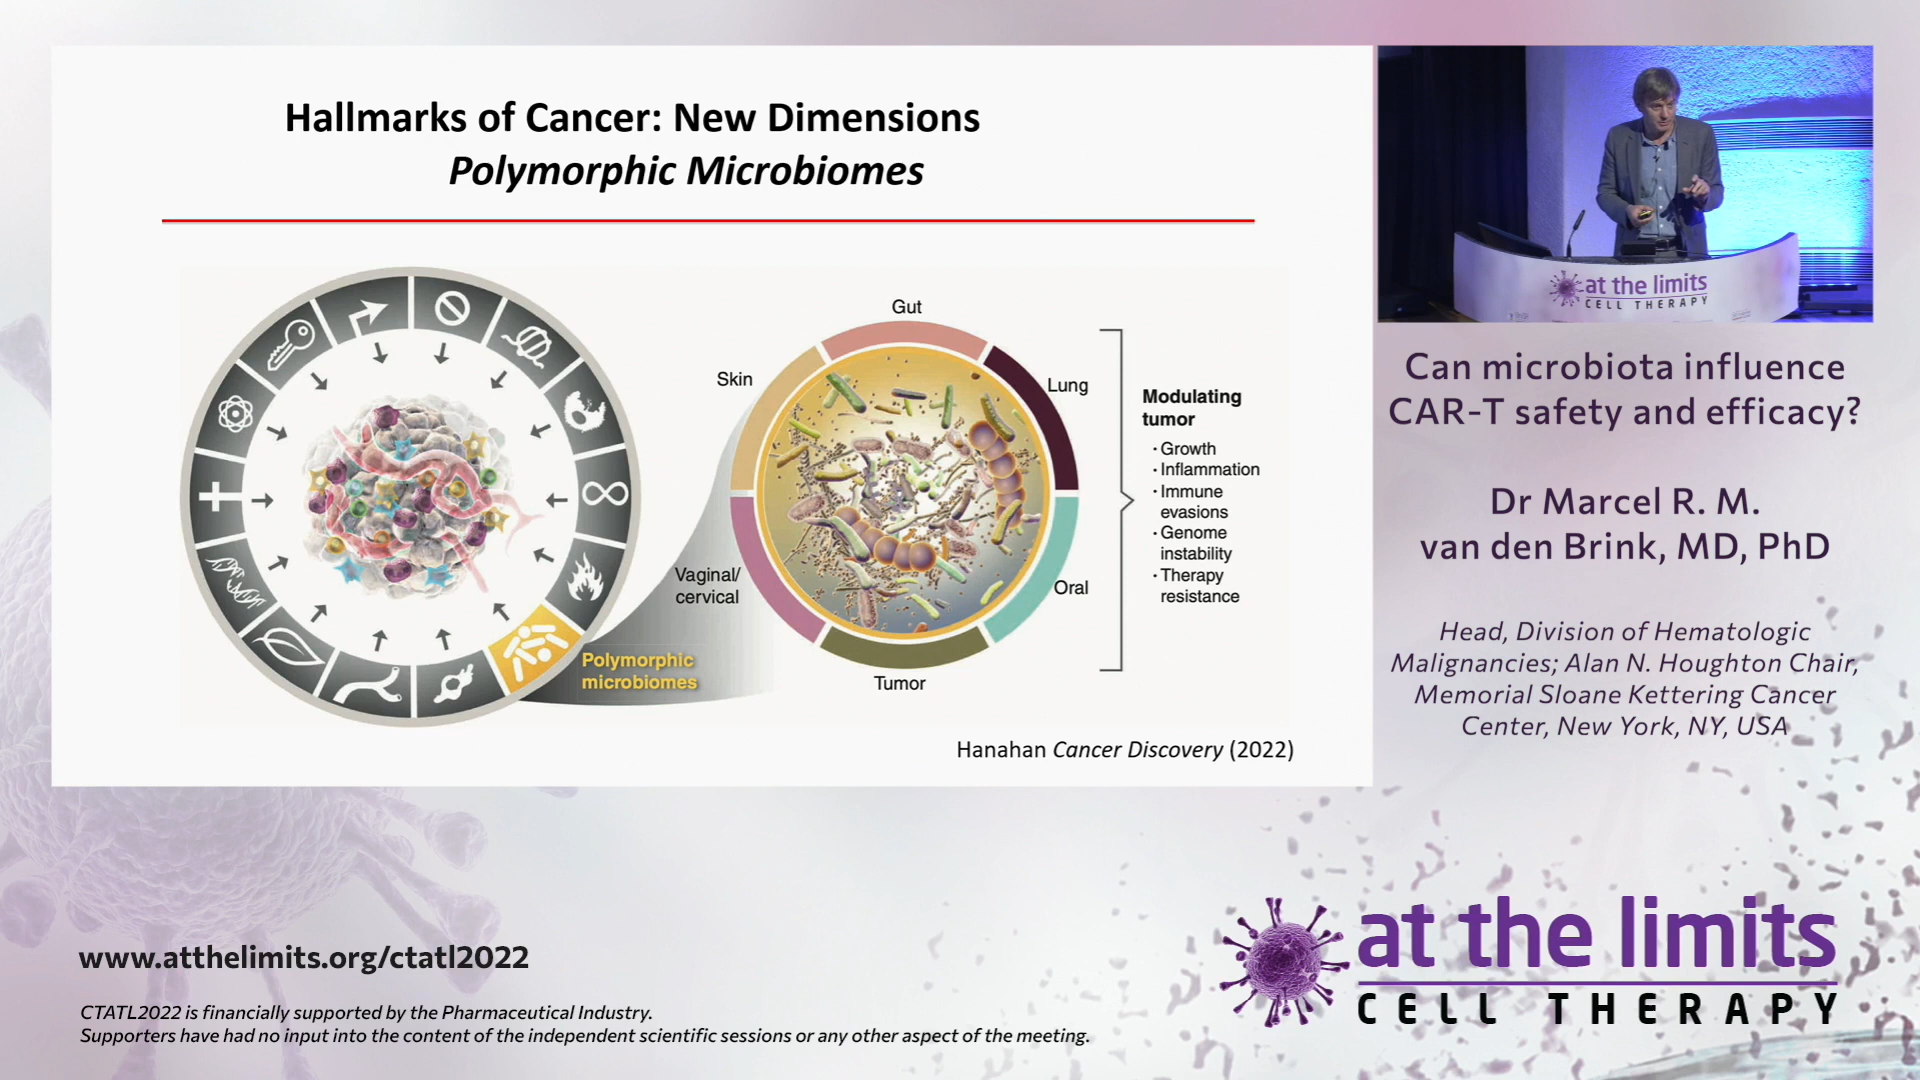 Hallmarks of Cancer: New Dimensions
Polymorphic Microbiomes
Gut
Skin
Lung
Vaginal/
cervical
Oral
Tumor
Polymorphic
microbiomes
Modulating
tumor
· Growth
· Inflammation
· Immune
evasions
· Genome
instability
· Therapy
resistance
Hanahan Cancer Discovery (2022)
at the limits
CELL THERAPY
Can microbiota influence
CAR-T safety and efficacy?
Dr Marcel R. M.
van den Brink, MD, PhD
Head, Division of Hematologic
Malignancies; Alan N. Houghton Chair,
Memorial Sloane Kettering Cancer
Center, New York, NY, USA
www.atthelimits.org/ctatl2022
CTATL2022 is financially supported by the Pharmaceutical Industry.
Supporters have had no input into the content of the independent scientific sessions or any other aspect of the meeting.
at the limits
CELL THERAPY